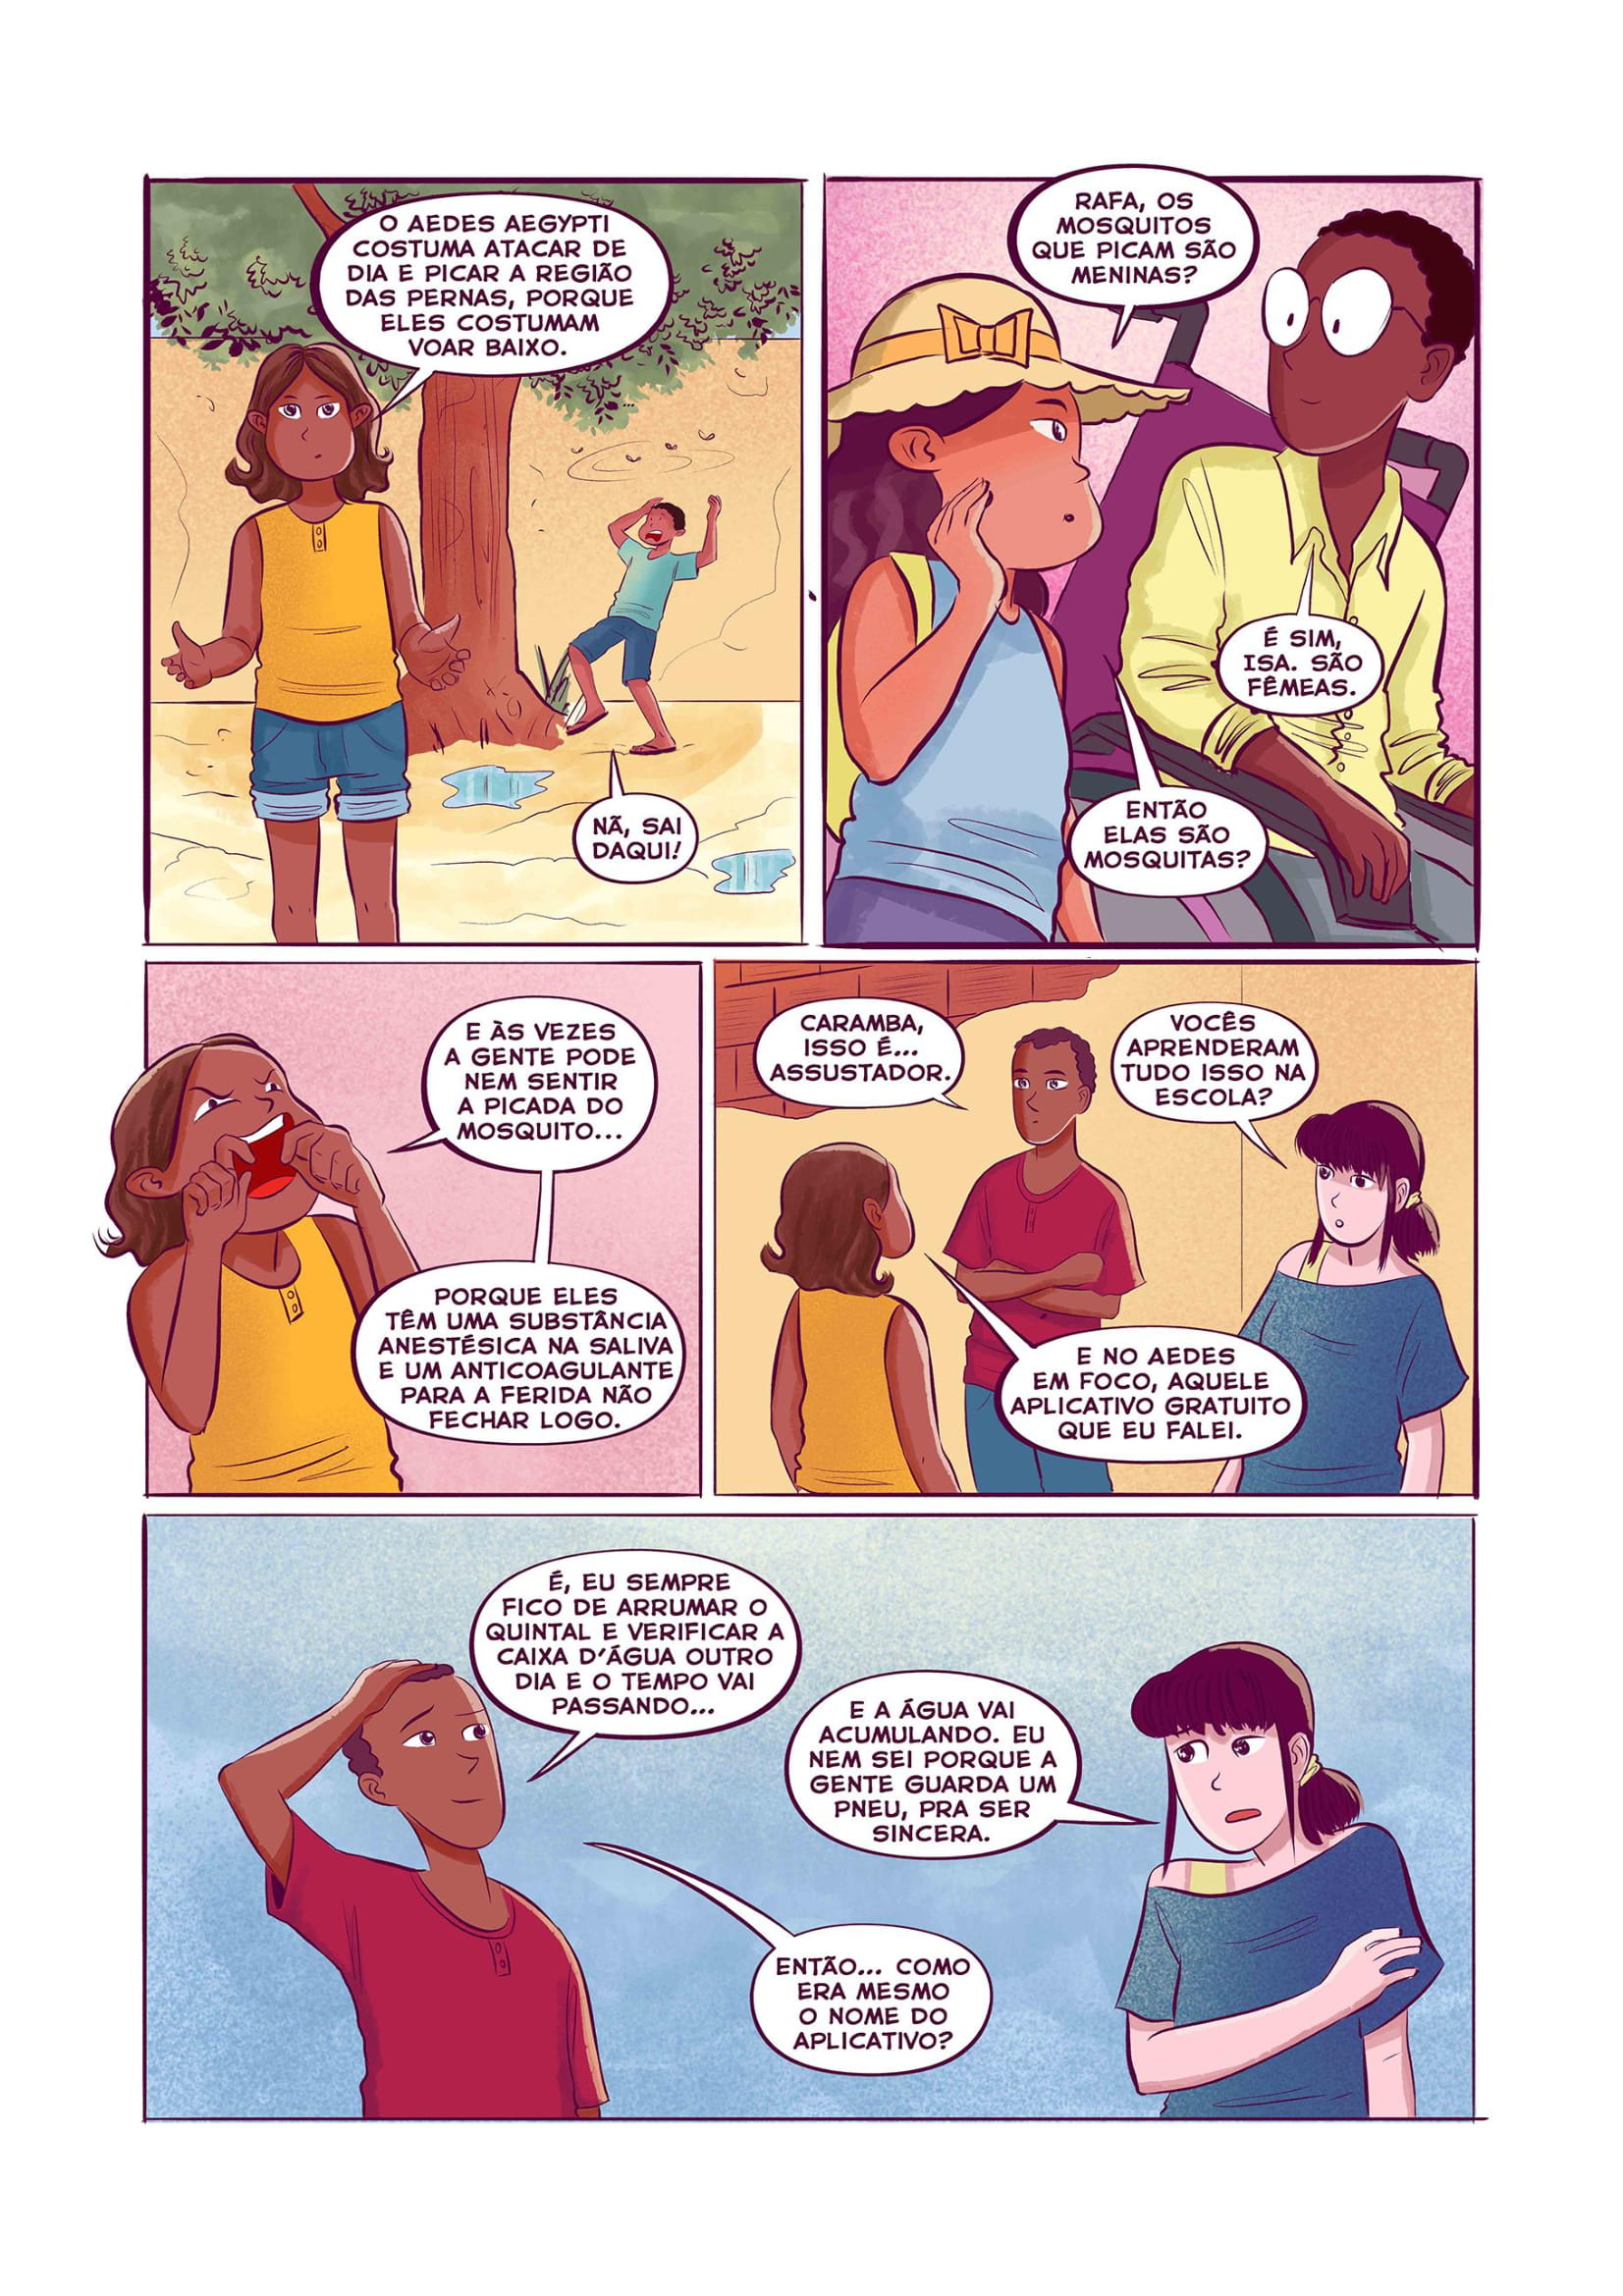 O AEDES AEGYPTI
COSTUMA ATACAR DE
DIA E PICAR A REGIÃO
DAS PERNAS, PORQUE
ELES COSTUMAM
VOAR BAIXO.
NÃ, SAI
DAQUI!
RAFA, OS
MOSQUITOS
QUE PICAM SÃO
MENINAS?
É SIM,
ISA. SÃO
FÊMEAS.
ENTÃO
ELAS SÃO
MOSQUITAS?
E ÀS VEZES
A GENTE PODE
NEM SENTIR
A PICADA DO
MOSQUITO...
PORQUE ELES
TÊM UMA SUBSTÂNCIA
ANESTÉSICA NA SALIVA
E UM ANTICOAGULANTE
PARA A FERIDA NÃO
FECHAR LOGO.
CARAMBA,
ISSO É...
ASSUSTADOR.
VOCÊS
APRENDERAM
TUDO ISSO NA
ESCOLA?
E NO AEDES
EM FOCO, AQUELE
APLICATIVO GRATUITO
QUE EU FALEI.
É, EU SEMPRE
FICO DE ARRUMAR O
QUINTAL E VERIFICAR A
CAIXA D'ÁGUA OUTRO
DIA E O TEMPO VAI
PASSANDO...
E A ÁGUA VAI
ACUMULANDO. EU
NEM SEI PORQUE A
GENTE GUARDA UM
PNEU, PRA SER
SINCERA.
ENTÃO... COMO
ERA MESMO
O NOME DO
APLICATIVO?